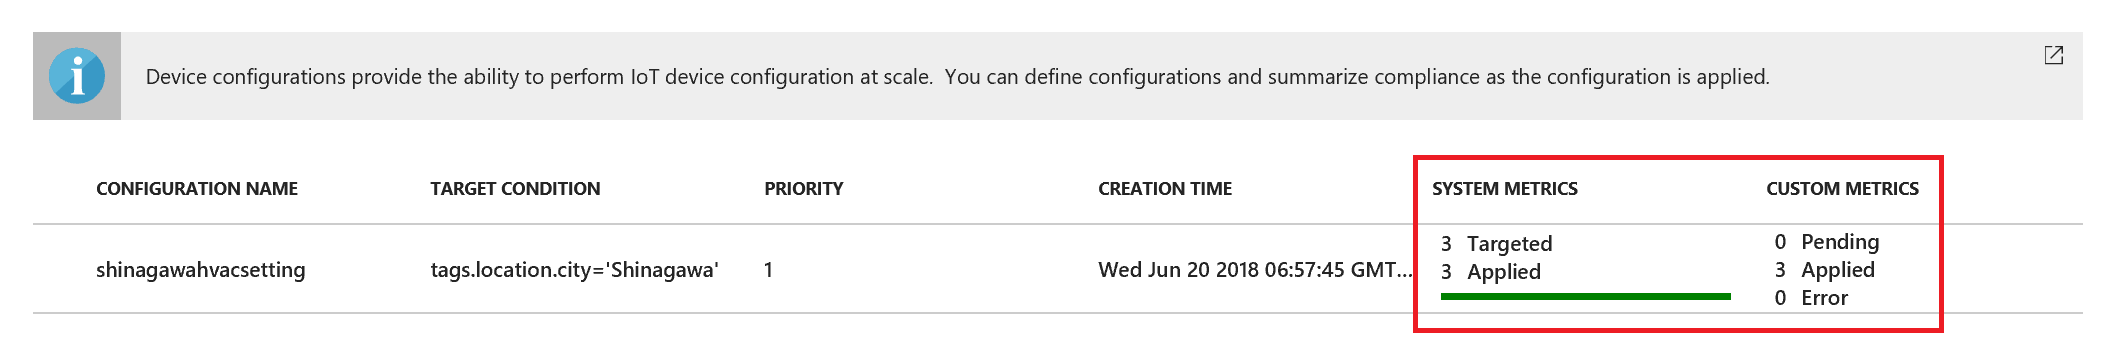 Device configurations provide the ability to perform IoT device configuration at scale. You can define configurations and summarize compliance as the configuration is applied.
CONFIGURATION NAME TARGET CONDITION PRIORITY CREATION TIME SYSTEM METRICS CUSTOM METRICS
shinagawahvacsetting tags.location.city='Shinagawa' 1 Wed Jun 20 2018 06:57:45 GMT...
3 Targeted
3 Applied
0 Pending
3 Applied
0 Error